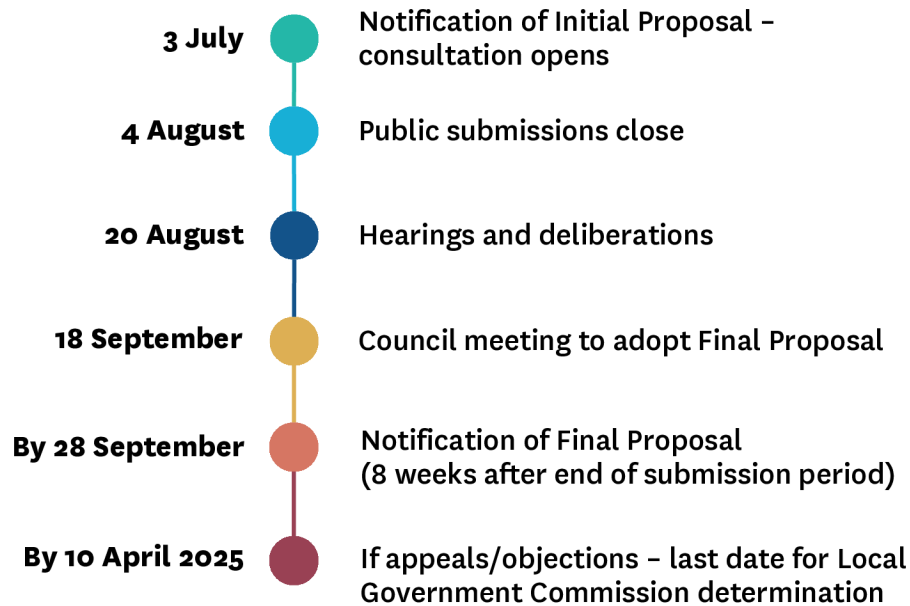 3 July
Notification of Initial Proposal –
consultation opens
4 August
Public submissions close
20 August
Hearings and deliberations
18 September
Council meeting to adopt Final Proposal
By 28 September
Notification of Final Proposal
(8 weeks after end of submission period)
By 10 April 2025
If appeals/objections – last date for Local
Government Commission determination